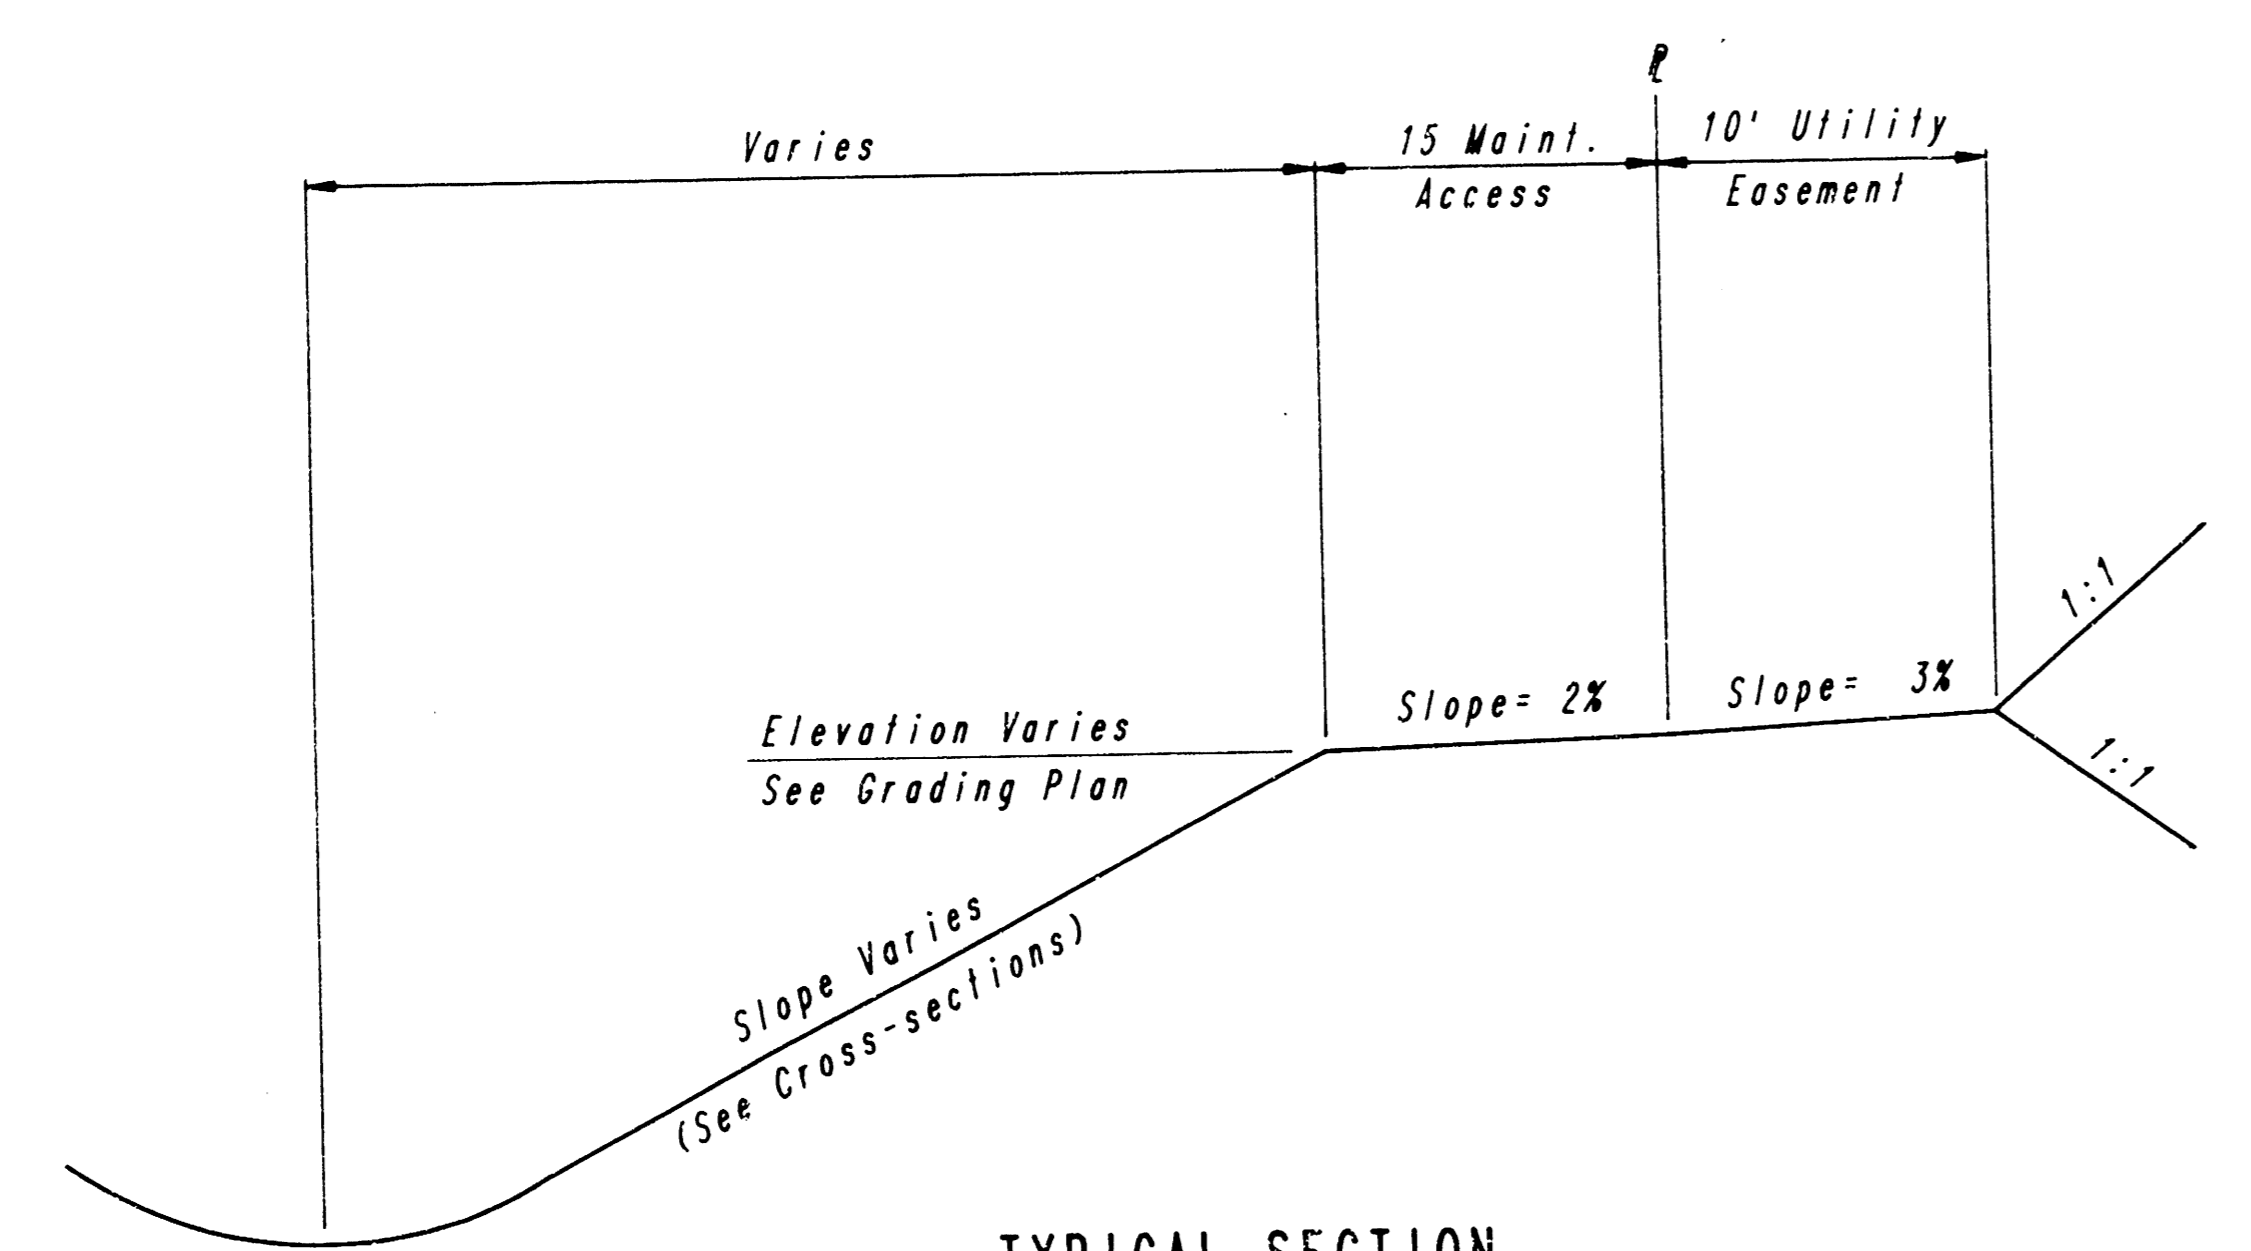 ℄
Varies
15 Maint.
Access
10' Utility
Easement
1:1
Slope= 2%
Slope= 3%
Elevation Varies
See Grading Plan
1:1
Slope Varies
(See Cross-sections)
TYPICAL SECTION